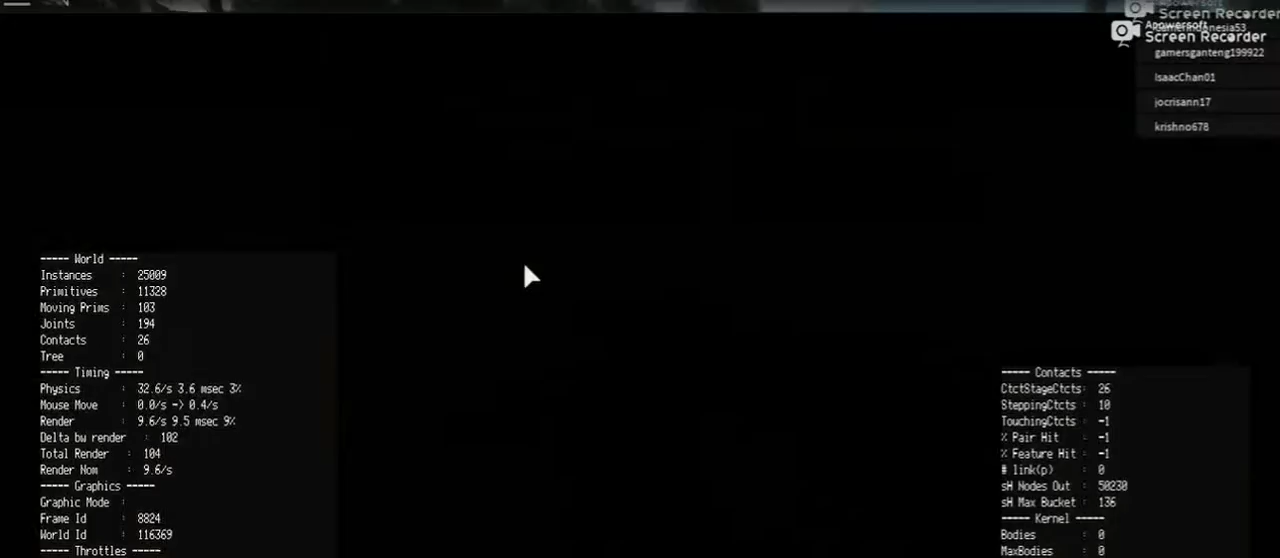 Apowersoft
Screen Recorder
Apowersoft
Screen Recorder
gamersganteng199922
IsaacChan01
jocrisann17
krishno678
----- World -----
Instances : 25009
Primitives : 11328
Moving Prims : 103
Joints : 194
Contacts : 26
Tree : 0
----- Timing -----
Physics : 32.6/s 3.6 msec 3%
Mouse Move : 0.0/s -> 0.4/s
Render : 9.6/s 9.5 msec 9%
Delta bw render : 102
Total Render : 104
Render Nom : 9.6/s
----- Graphics -----
Graphic Mode :
Frame Id : 8824
World Id : 116369
----- Throttles -----
----- Contacts -----
CtctStageCtcts: 26
SteppingCtcts : 10
TouchingCtcts : -1
% Pair Hit : -1
% Feature Hit : -1
# link(p) : 0
sH Nodes Out : 50230
sH Max Bucket : 136
----- Kernel -----
Bodies : 0
MaxBodies : 0